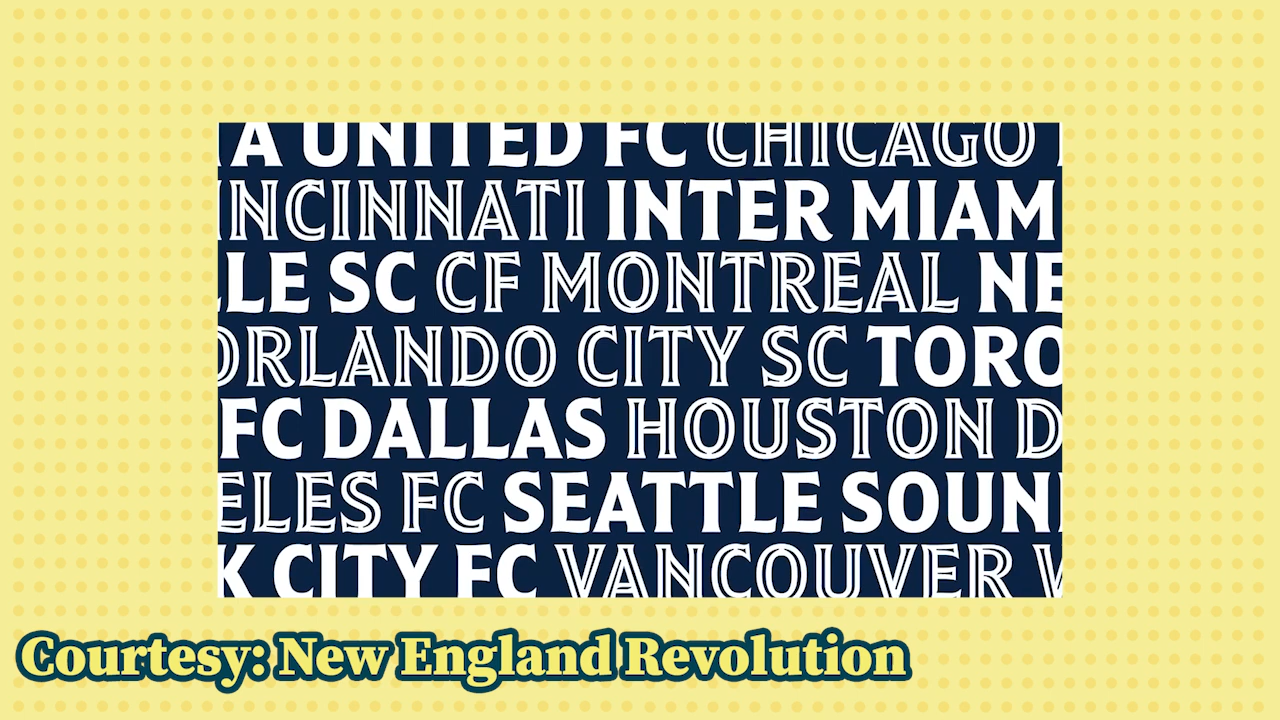 A UNITED FC CHICAGO
NCINNATI INTER MIAM
LE SC CF MONTREAL NE
ORLANDO CITY SC TORO
FC DALLAS HOUSTON D
ELES FC SEATTLE SOUN
K CITY FC VANCOUVER W
Courtesy: New England Revolution